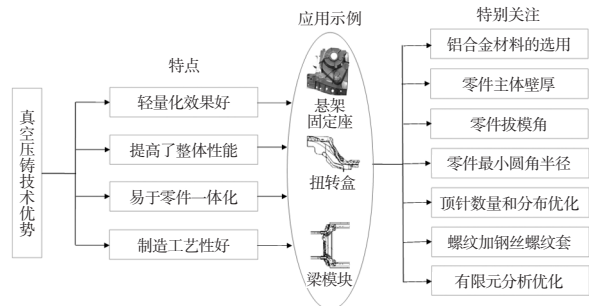 真空压铸技术优势
特点
轻量化效果好
提高了整体性能
易于零件一体化
制造工艺性好
应用示例
悬架
固定座
扭转盒
梁模块
特别关注
铝合金材料的选用
零件主体壁厚
零件拔模角
零件最小圆角半径
顶针数量和分布优化
螺纹加钢丝螺纹套
有限元分析优化